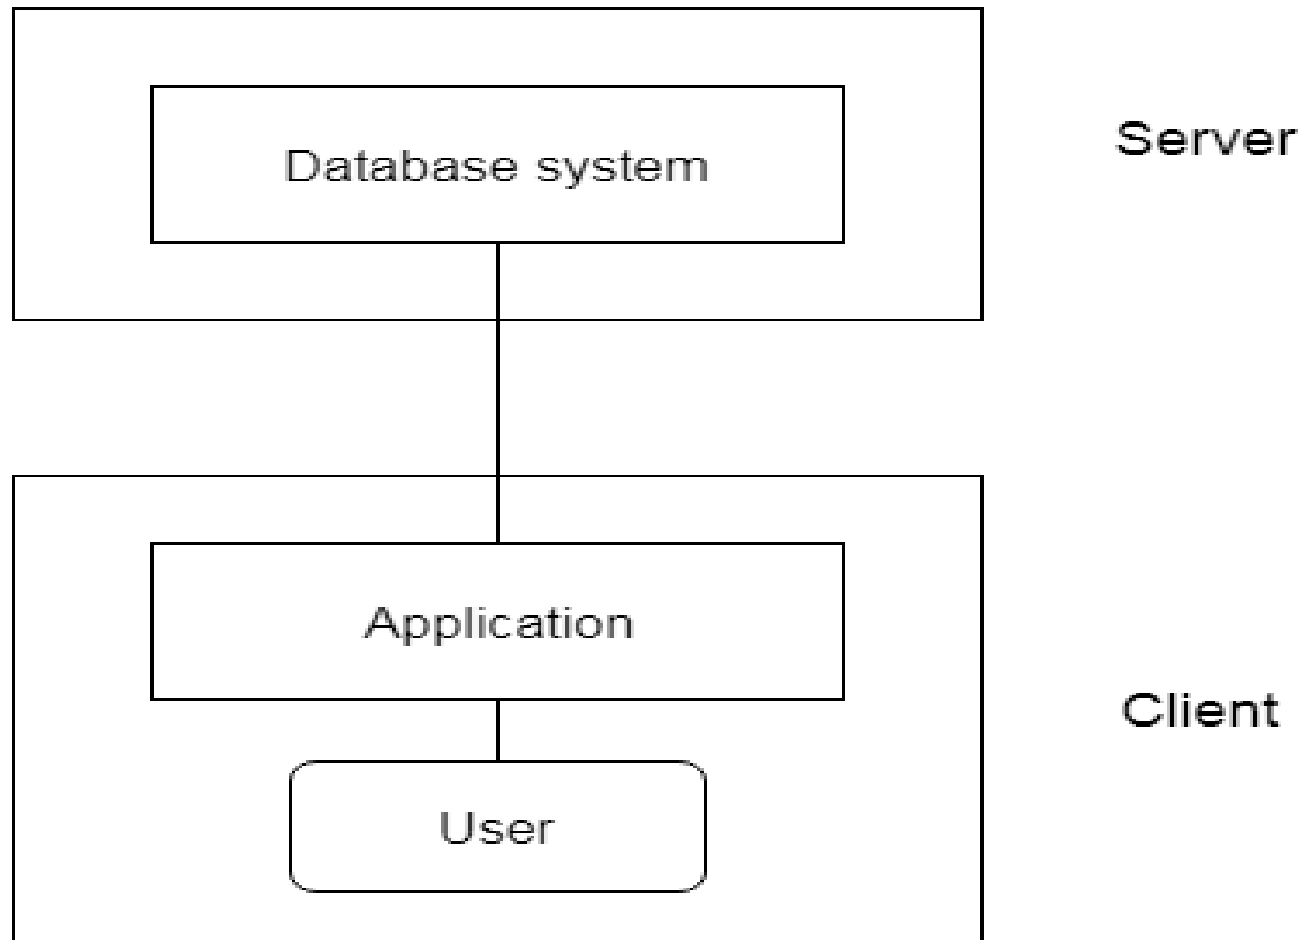 Database system
Server
Application
Client
User